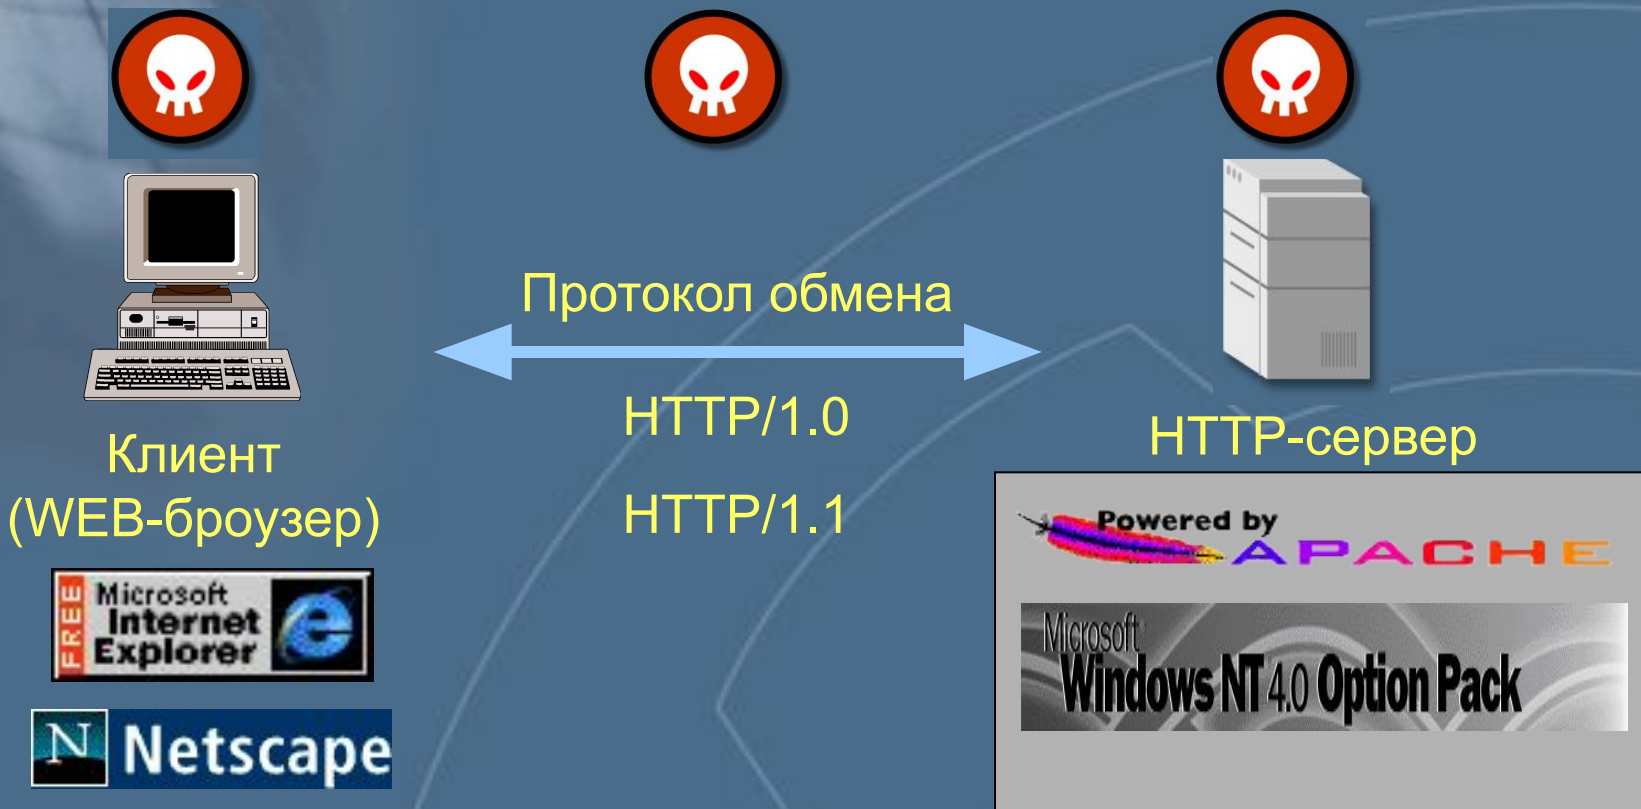 Протокол обмена
HTTP/1.0
HTTP/1.1
Клиент
(WEB-броузер)
FREE
Microsoft
Internet
Explorer
N Netscape
HTTP-сервер
Powered by
APACHE
Microsoft
Windows NT 4.0 Option Pack